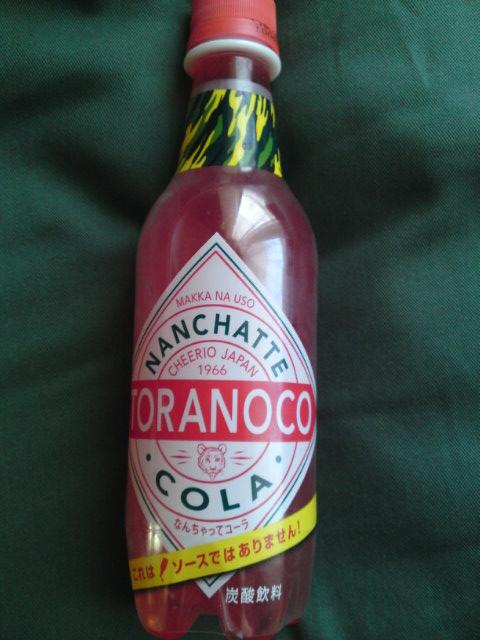 MAKKA NA USO
NANCHATTE
CHEERIO JAPAN
1966
TORANOCO
COLA
なんちゃってコーラ
これは!ソースではありません!
炭酸飲料